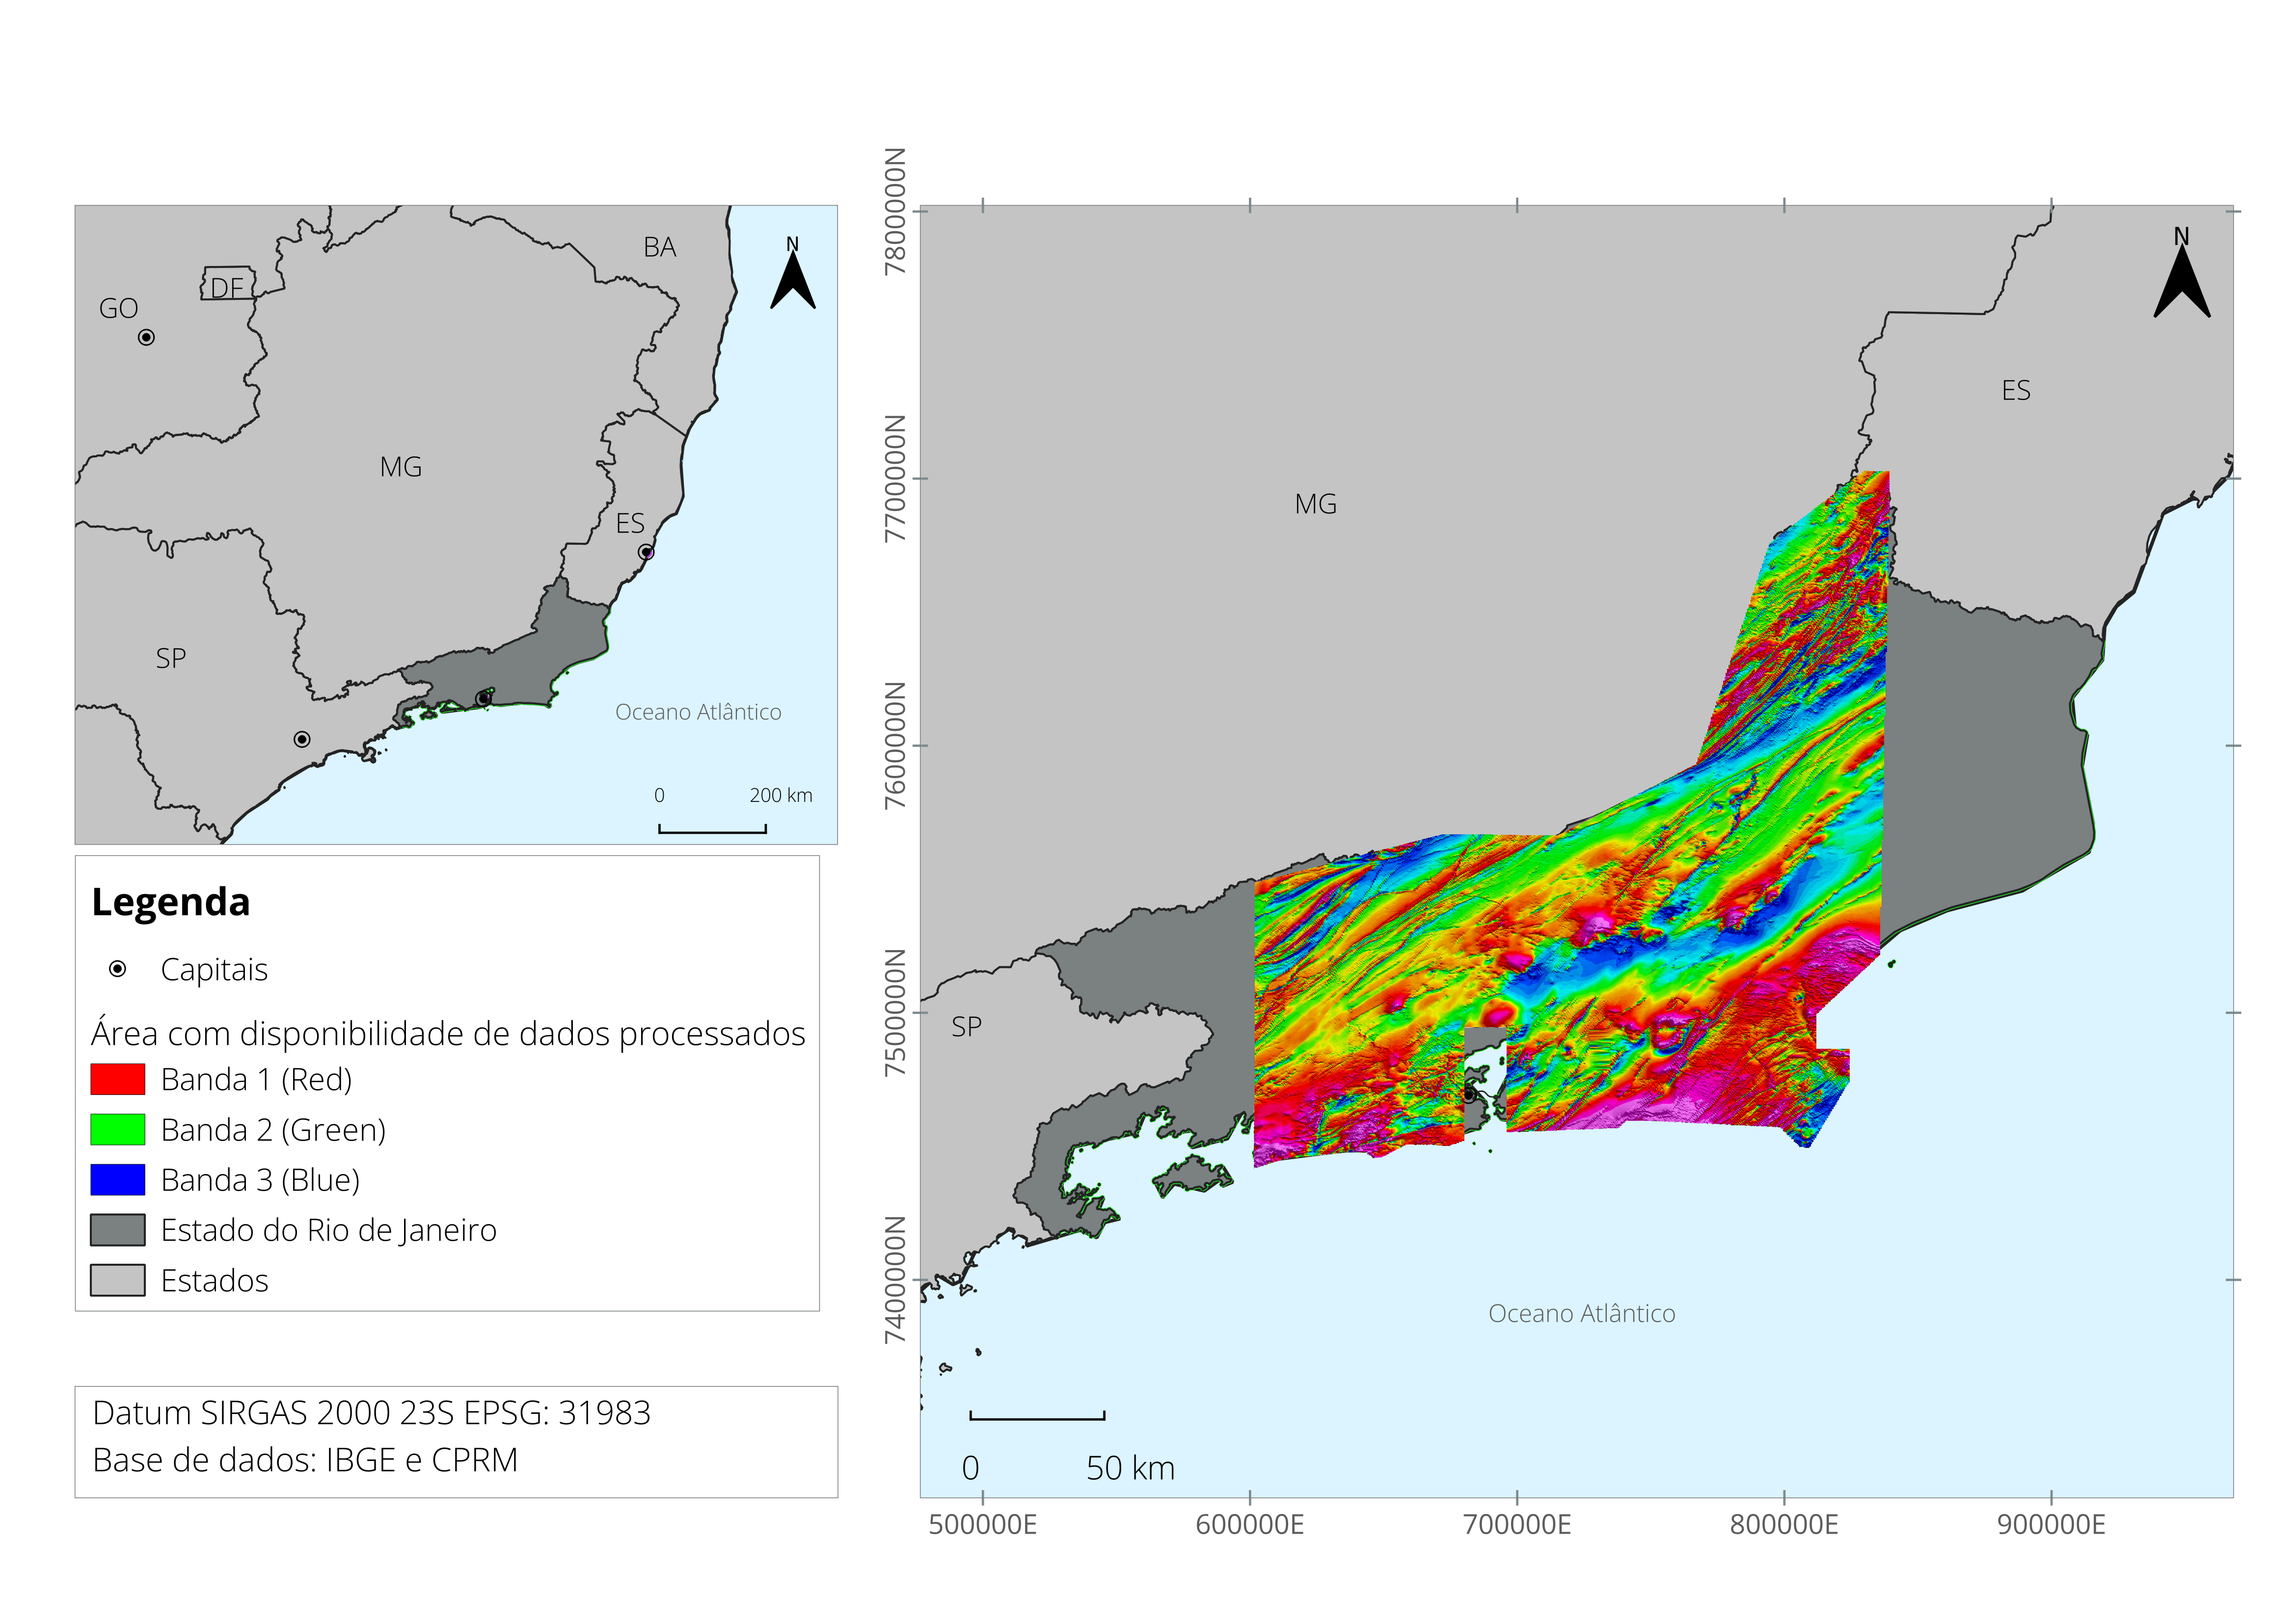 BA
N
DF
GO
MG
ES
SP
Oceano Atlântico
0 200 km
Legenda
Capitais
Área com disponibilidade de dados processados
Banda 1 (Red)
Banda 2 (Green)
Banda 3 (Blue)
Estado do Rio de Janeiro
Estados
Datum SIRGAS 2000 23S EPSG: 31983
Base de dados: IBGE e CPRM
7800000N
7700000N
7600000N
7500000N
7400000N
N
ES
MG
SP
Oceano Atlântico
0 50 km
500000E 600000E 700000E 800000E 900000E